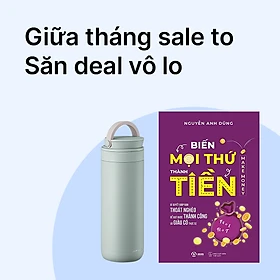 Giữa tháng sale to
Săn deal vô lo
NGUYỄN ANH DŨNG
BIẾN
MỌI THỨ
THÀNH
TIỀN
MAKE MONEY
THOÁT NGHÈO
THÀNH CÔNG
GIÀU CÓ